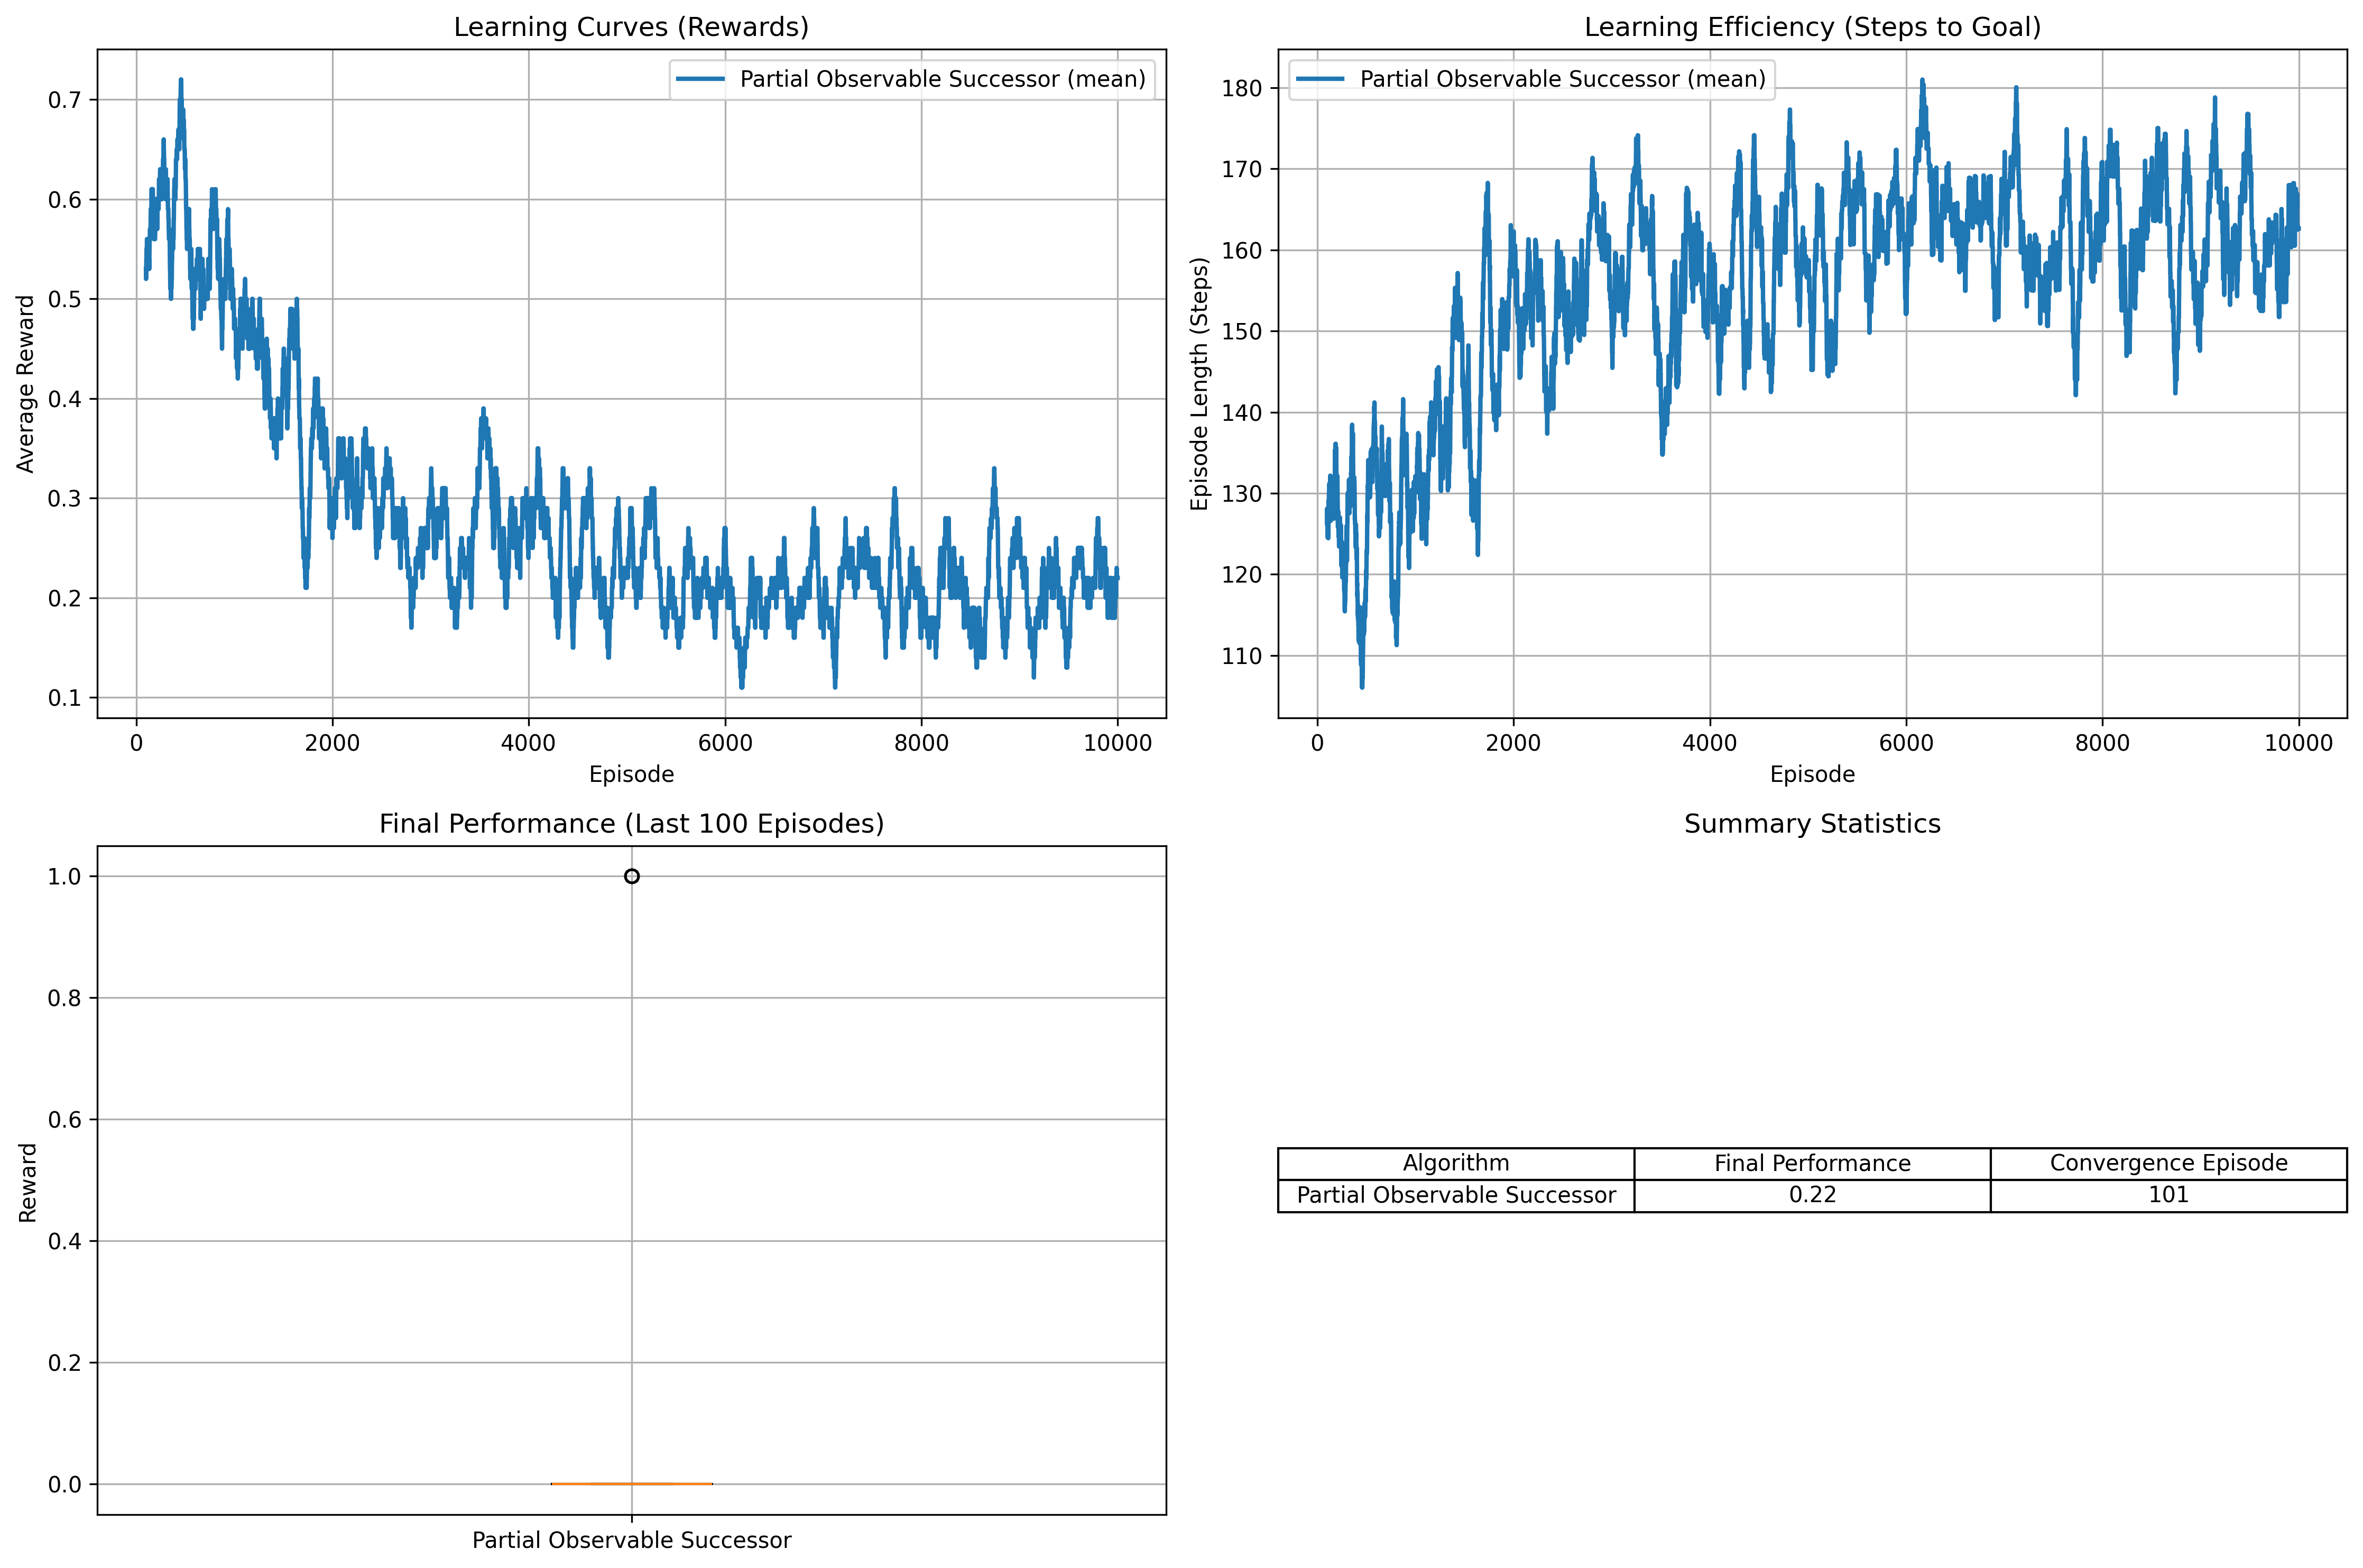 Learning Curves (Rewards)
Partial Observable Successor (mean)
Average Reward
0.7
0.6
0.5
0.4
0.3
0.2
0.1
0 2000 4000 6000 8000 10000
Episode
Learning Efficiency (Steps to Goal)
Partial Observable Successor (mean)
Episode Length (Steps)
180
170
160
150
140
130
120
110
0 2000 4000 6000 8000 10000
Episode
Final Performance (Last 100 Episodes)
Reward
1.0
0.8
0.6
0.4
0.2
0.0
Partial Observable Successor
Summary Statistics
Algorithm Final Performance Convergence Episode
Partial Observable Successor 0.22 101